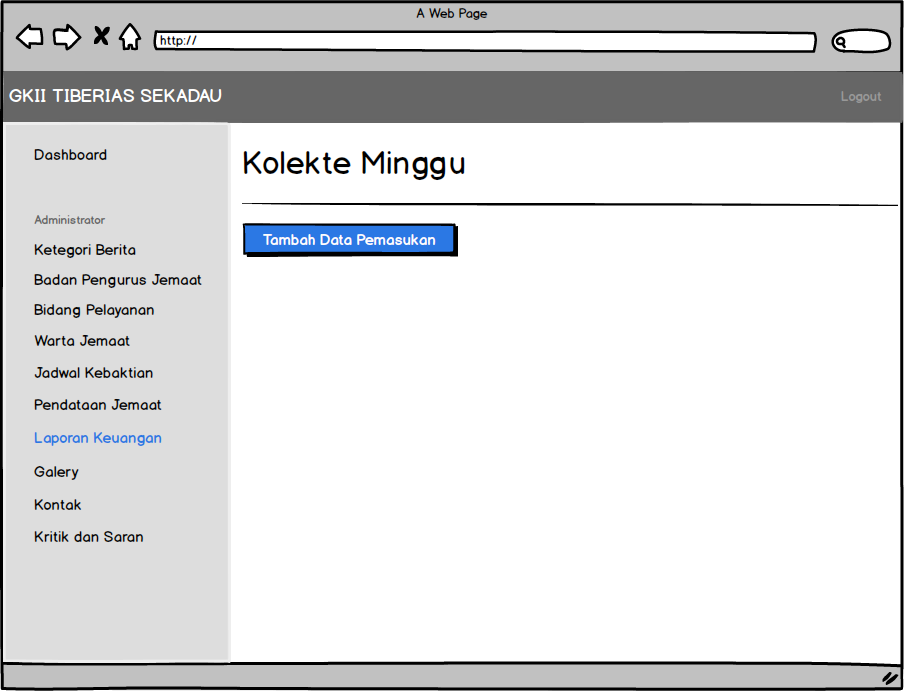 A Web Page
http://
GKII TIBERIAS SEKADAU
Logout
Dashboard
Administrator
Ketegori Berita
Badan Pengurus Jemaat
Bidang Pelayanan
Warta Jemaat
Jadwal Kebaktian
Pendataan Jemaat
Laporan Keuangan
Galery
Kontak
Kritik dan Saran
Kolekte Minggu
Tambah Data Pemasukan